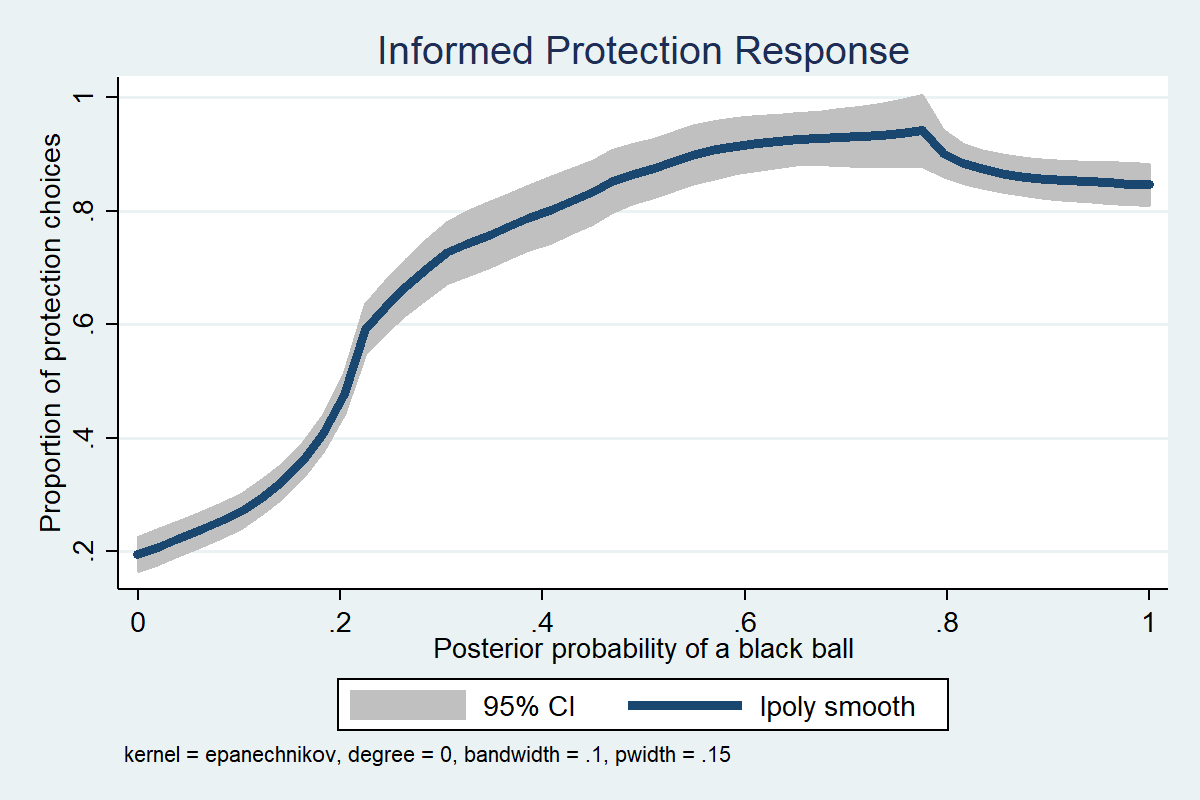 Informed Protection Response
Proportion of protection choices
1
.8
.6
.4
.2
0 .2 .4 .6 .8 1
Posterior probability of a black ball
95% CI lpoly smooth
kernel = epanechnikov, degree = 0, bandwidth = .1, pwidth = .15